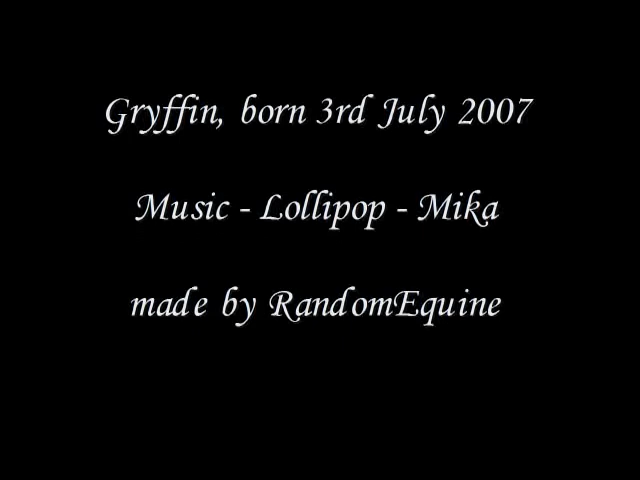 Gryffin, born 3rd July 2007
Music - Lollipop - Mika
made by RandomEquine